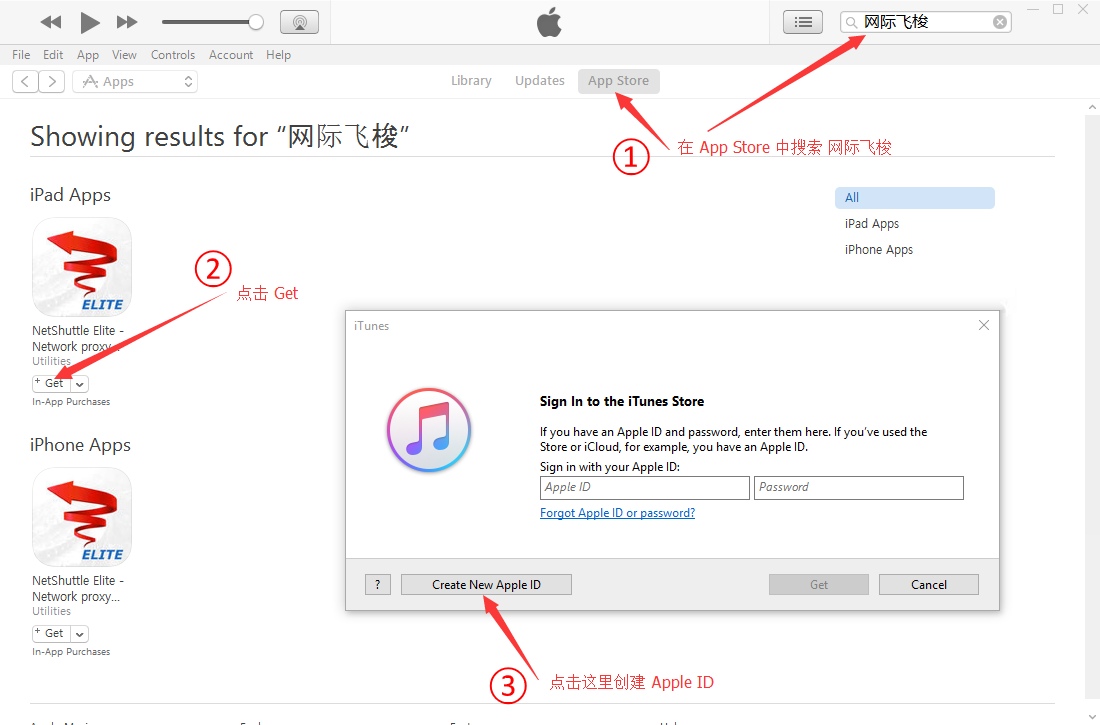 网际飞梭
File Edit App View Controls Account Help
Apps
Library Updates App Store
Showing results for “网际飞梭”
① 在 App Store 中搜索 网际飞梭
iPad Apps
All
iPad Apps
iPhone Apps
ELITE
② 点击 Get
NetShuttle Elite -
Network proxy...
Utilities
+ Get
In-App Purchases
iTunes
Sign In to the iTunes Store
If you have an Apple ID and password, enter them here. If you’ve used the
Store or iCloud, for example, you have an Apple ID.
Sign in with your Apple ID:
Apple ID Password
Forgot Apple ID or password?
? Create New Apple ID Get Cancel
iPhone Apps
ELITE
NetShuttle Elite -
Network proxy...
Utilities
+ Get
In-App Purchases
③ 点击这里创建 Apple ID